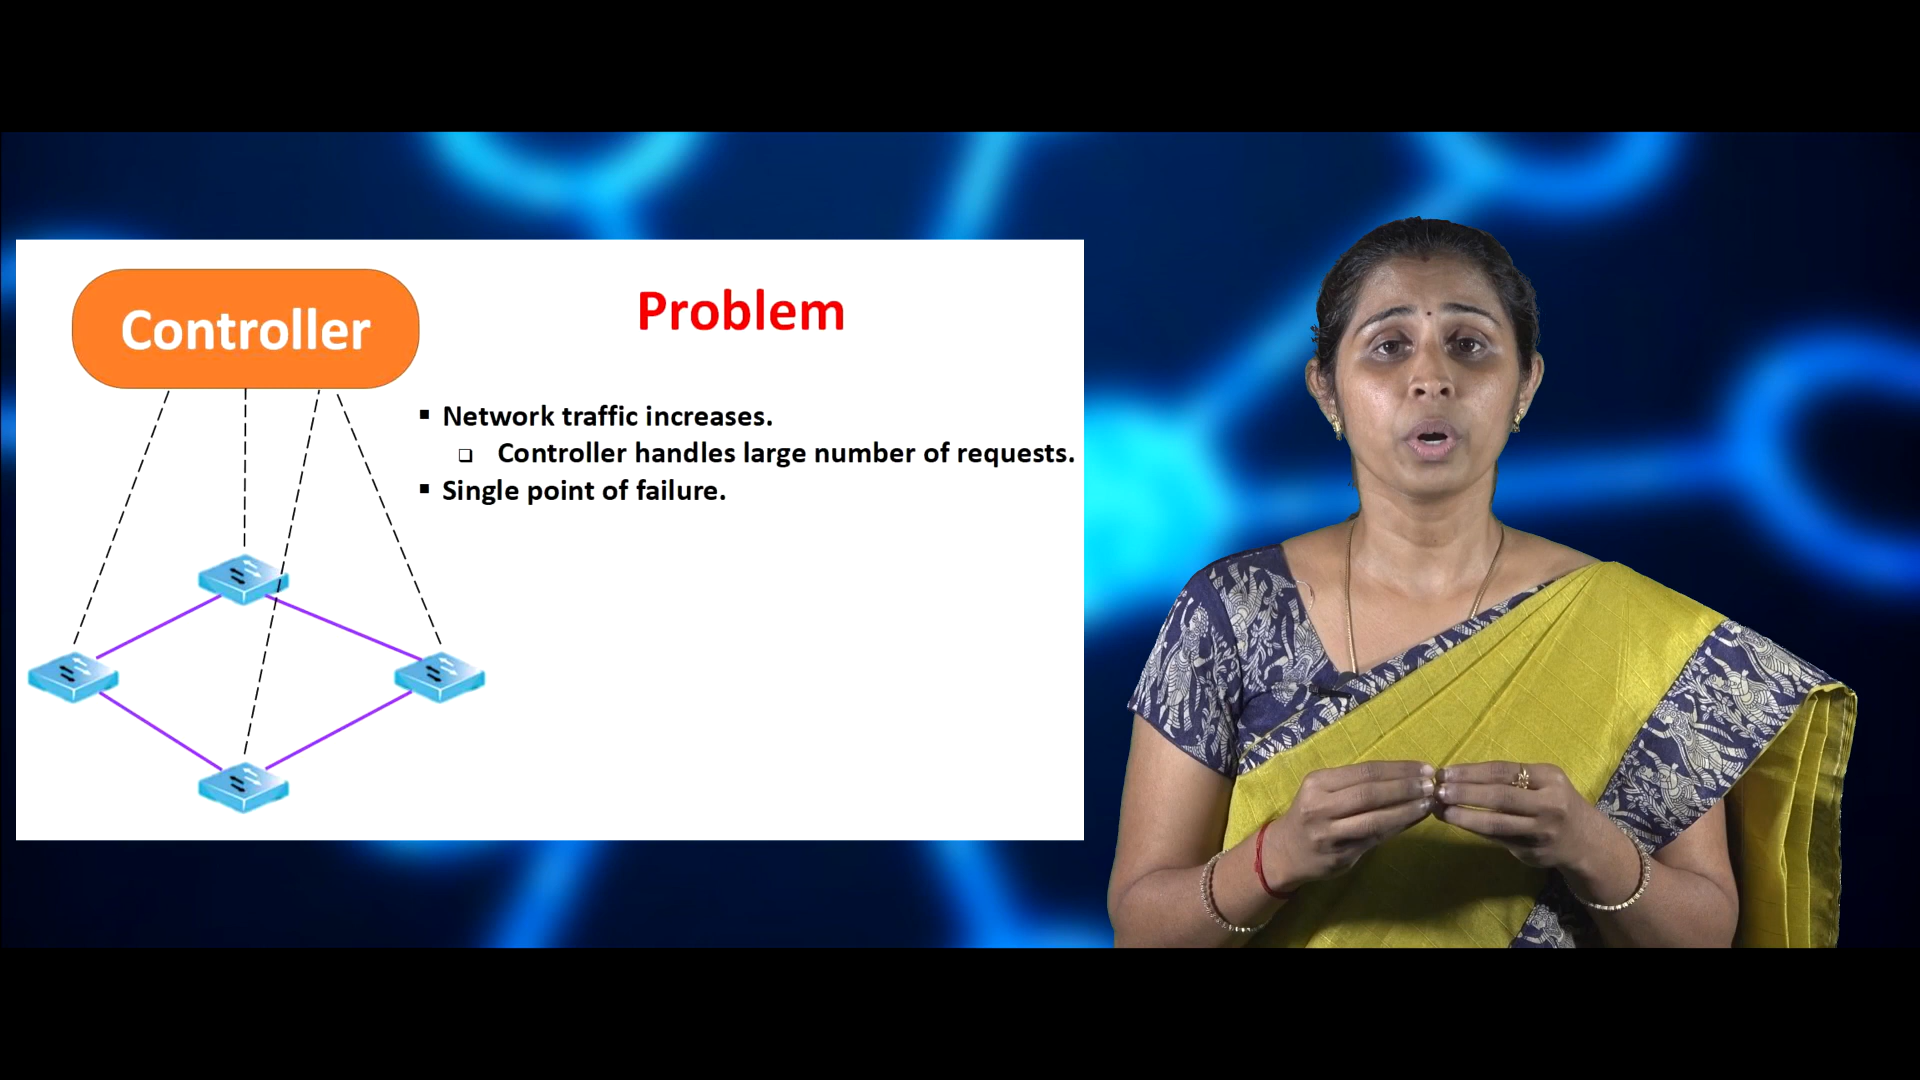 Controller
Problem
▪ Network traffic increases.
❑ Controller handles large number of requests.
▪ Single point of failure.